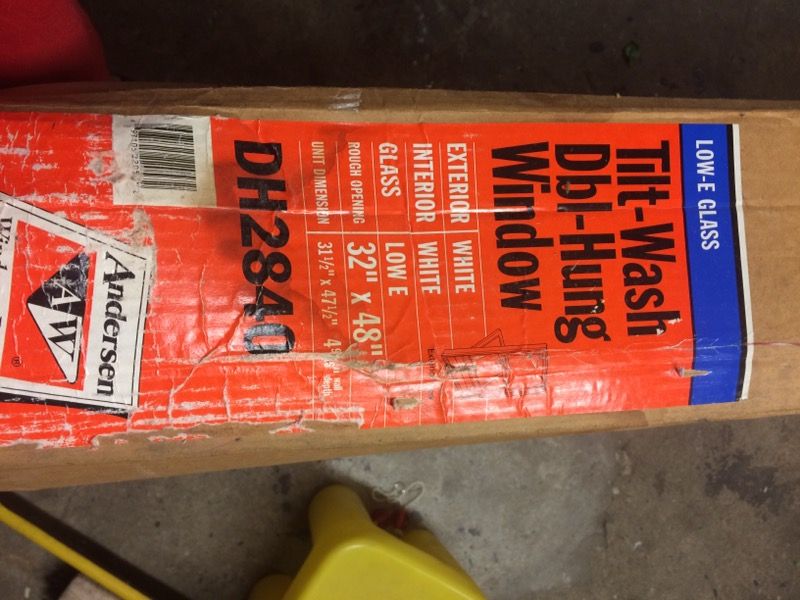 LOW-E GLASS
Tilt-Wash
Dbl-Hung
Window
EXTERIOR WHITE
INTERIOR WHITE
GLASS LOW E
ROUGH OPENING 32" x 48"
UNIT DIMENSION 31 1/2" x 47 1/2"
DH2840
Andersen
AW
®